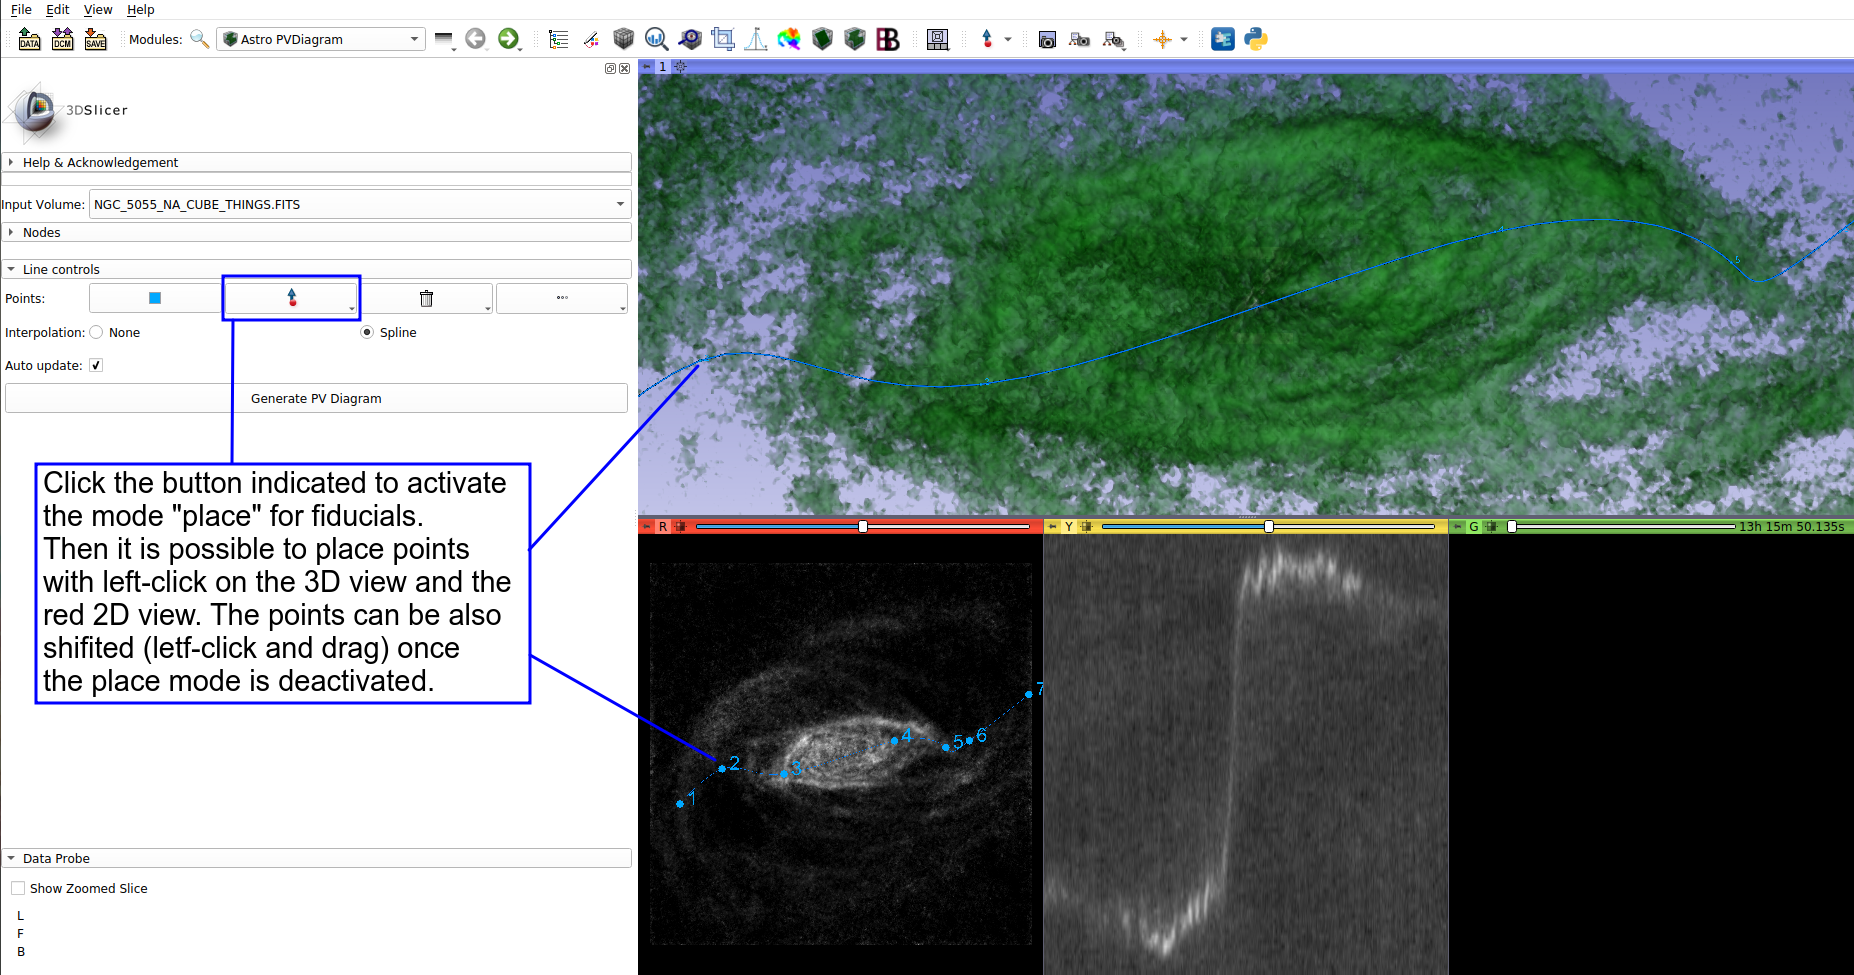 File Edit View Help
DATA DCM SAVE Modules: Astro PVDiagram
1
3DSlicer
Help & Acknowledgement
Input Volume: NGC_5055_NA_CUBE_THINGS.FITS
Nodes
Line controls
Points:
Interpolation: None Spline
Auto update:
Generate PV Diagram
Click the button indicated to activate
the mode "place" for fiducials.
Then it is possible to place points
with left-click on the 3D view and the
red 2D view. The points can be also
shifited (letf-click and drag) once
the place mode is deactivated.
4
5
R Y G 13h 15m 50.135s
1 2 3 4 5 6 7
Data Probe
Show Zoomed Slice
L
F
B